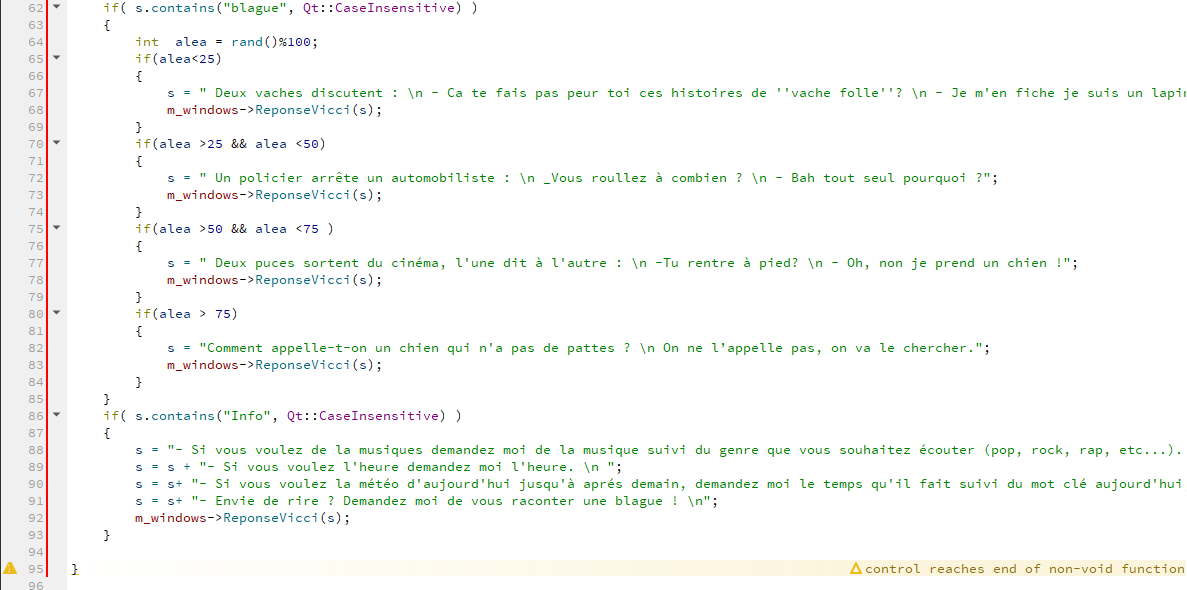 62 if( s.contains("blague", Qt::CaseInsensitive) )
63 {
64 int alea = rand()%100;
65 if(alea<25)
66 {
67 s = " Deux vaches discutent : \n - Ca te fais pas peur toi ces histoires de ''vache folle''? \n - Je m'en fiche je suis un lapin
68 m_windows->ReponseVicci(s);
69 }
70 if(alea >25 && alea <50)
71 {
72 s = " Un policier arrête un automobiliste : \n _Vous roullez à combien ? \n - Bah tout seul pourquoi ?";
73 m_windows->ReponseVicci(s);
74 }
75 if(alea >50 && alea <75 )
76 {
77 s = " Deux puces sortent du cinéma, l'une dit à l'autre : \n -Tu rentre à pied? \n - Oh, non je prend un chien !";
78 m_windows->ReponseVicci(s);
79 }
80 if(alea > 75)
81 {
82 s = "Comment appelle-t-on un chien qui n'a pas de pattes ? \n On ne l’appelle pas, on va le chercher.";
83 m_windows->ReponseVicci(s);
84 }
85 }
86 if( s.contains("Info", Qt::CaseInsensitive) )
87 {
88 s = "- Si vous voulez de la musiques demandez moi de la musique suivi du genre que vous souhaitez écouter (pop, rock, rap, etc...).
89 s = s + "- Si vous voulez l'heure demandez moi l'heure. \n ";
90 s = s+ "- Si vous voulez la météo d'aujourd'hui jusqu'à aprés demain, demandez moi le temps qu'il fait suivi du mot clé aujourd'hui
91 s = s+ "- Envie de rire ? Demandez moi de vous raconter une blague ! \n";
92 m_windows->ReponseVicci(s);
93 }
94
95 } control reaches end of non-void function
96